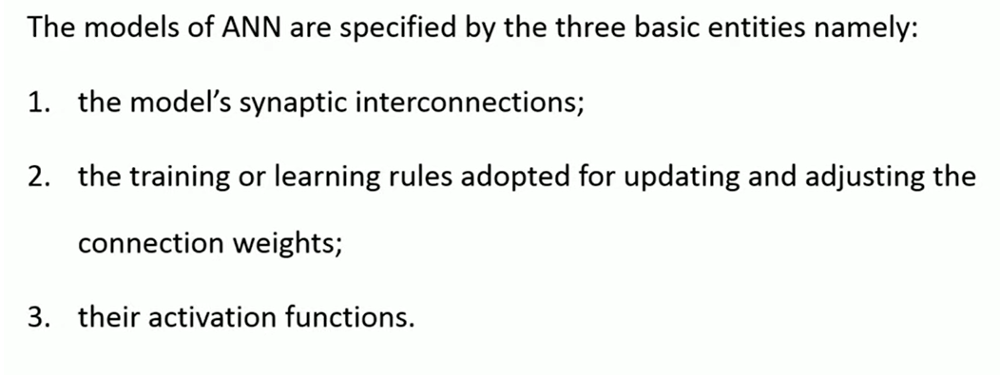 The models of ANN are specified by the three basic entities namely:
1. the model’s synaptic interconnections;
2. the training or learning rules adopted for updating and adjusting the
connection weights;
3. their activation functions.